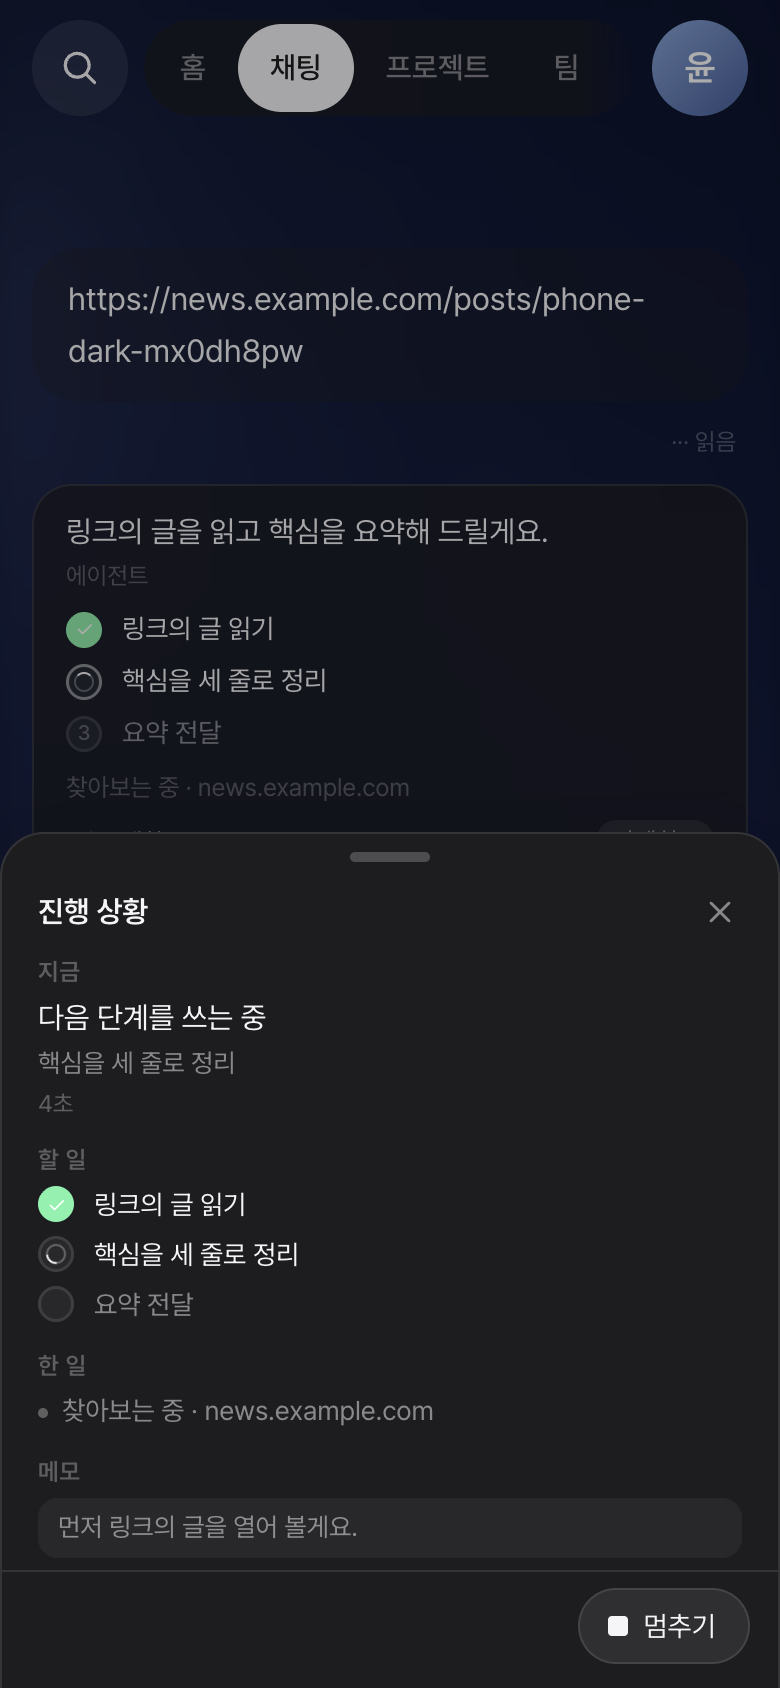 홈
채팅
프로젝트
팀
윤
https://news.example.com/posts/phone-
dark-mx0dh8pw
··· 읽음
링크의 글을 읽고 핵심을 요약해 드릴게요.
에이전트
링크의 글 읽기
핵심을 세 줄로 정리
3 요약 전달
찾아보는 중 · news.example.com
진행 상황
지금
다음 단계를 쓰는 중
핵심을 세 줄로 정리
4초
할 일
링크의 글 읽기
핵심을 세 줄로 정리
요약 전달
한 일
찾아보는 중 · news.example.com
메모
먼저 링크의 글을 열어 볼게요.
멈추기